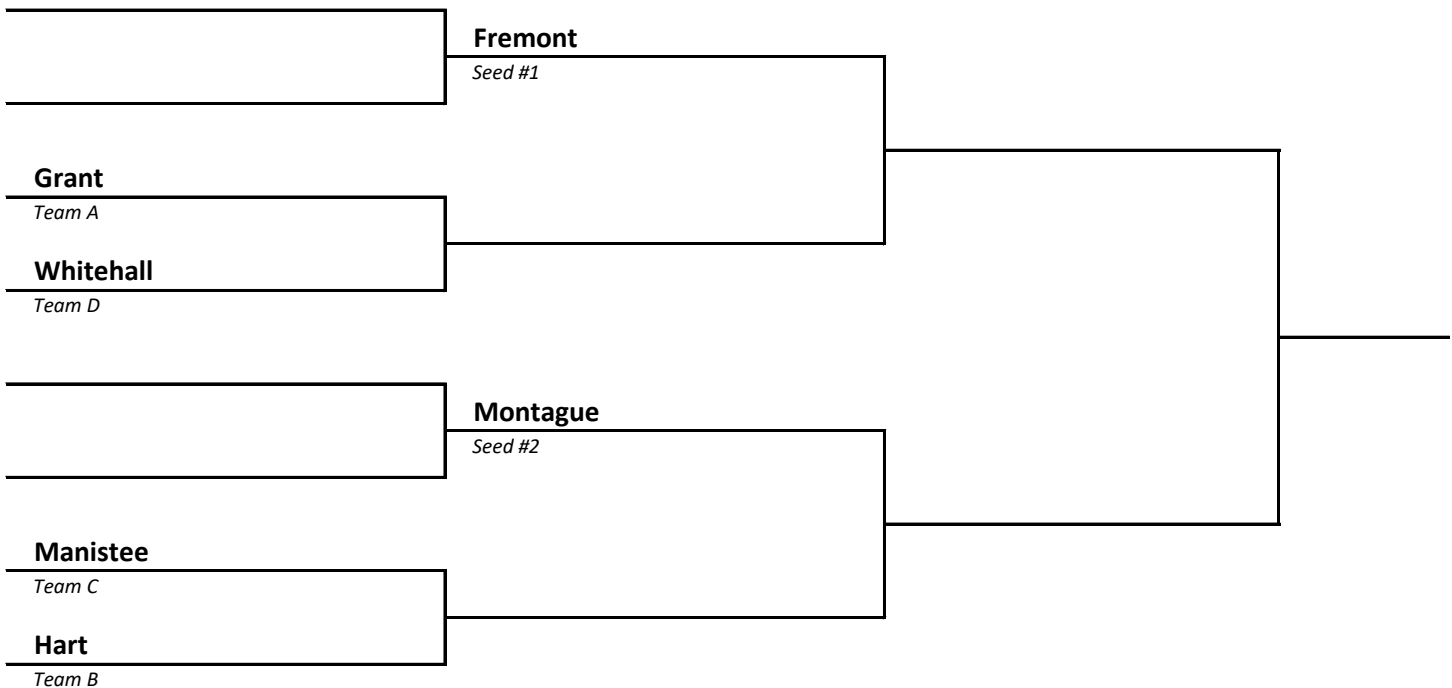 Fremont
Seed #1
Grant
Team A
Whitehall
Team D
Montague
Seed #2
Manistee
Team C
Hart
Team B